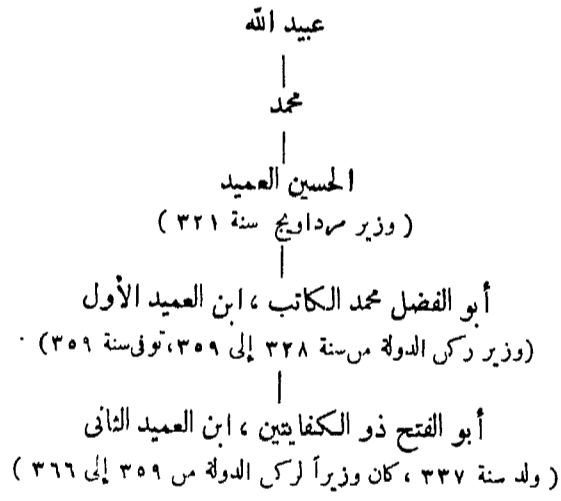 عبيد الله
محمد
الحسين العميد
( وزير مرداويج سنة ٣٢١ )
أبو الفضل محمد الكاتب ، ابن العميد الأول
(وزير ركن الدولة من سنة ٣٢٨ إلى ٣٥٩، توفى سنة ٣٥٩)
أبو الفتح ذو الكفايتين ، ابن العميد الثانى
( ولد سنة ٣٣٧ ، كان وزيراً لركن الدولة من ٣٥٩ إلى ٣٦٦ )